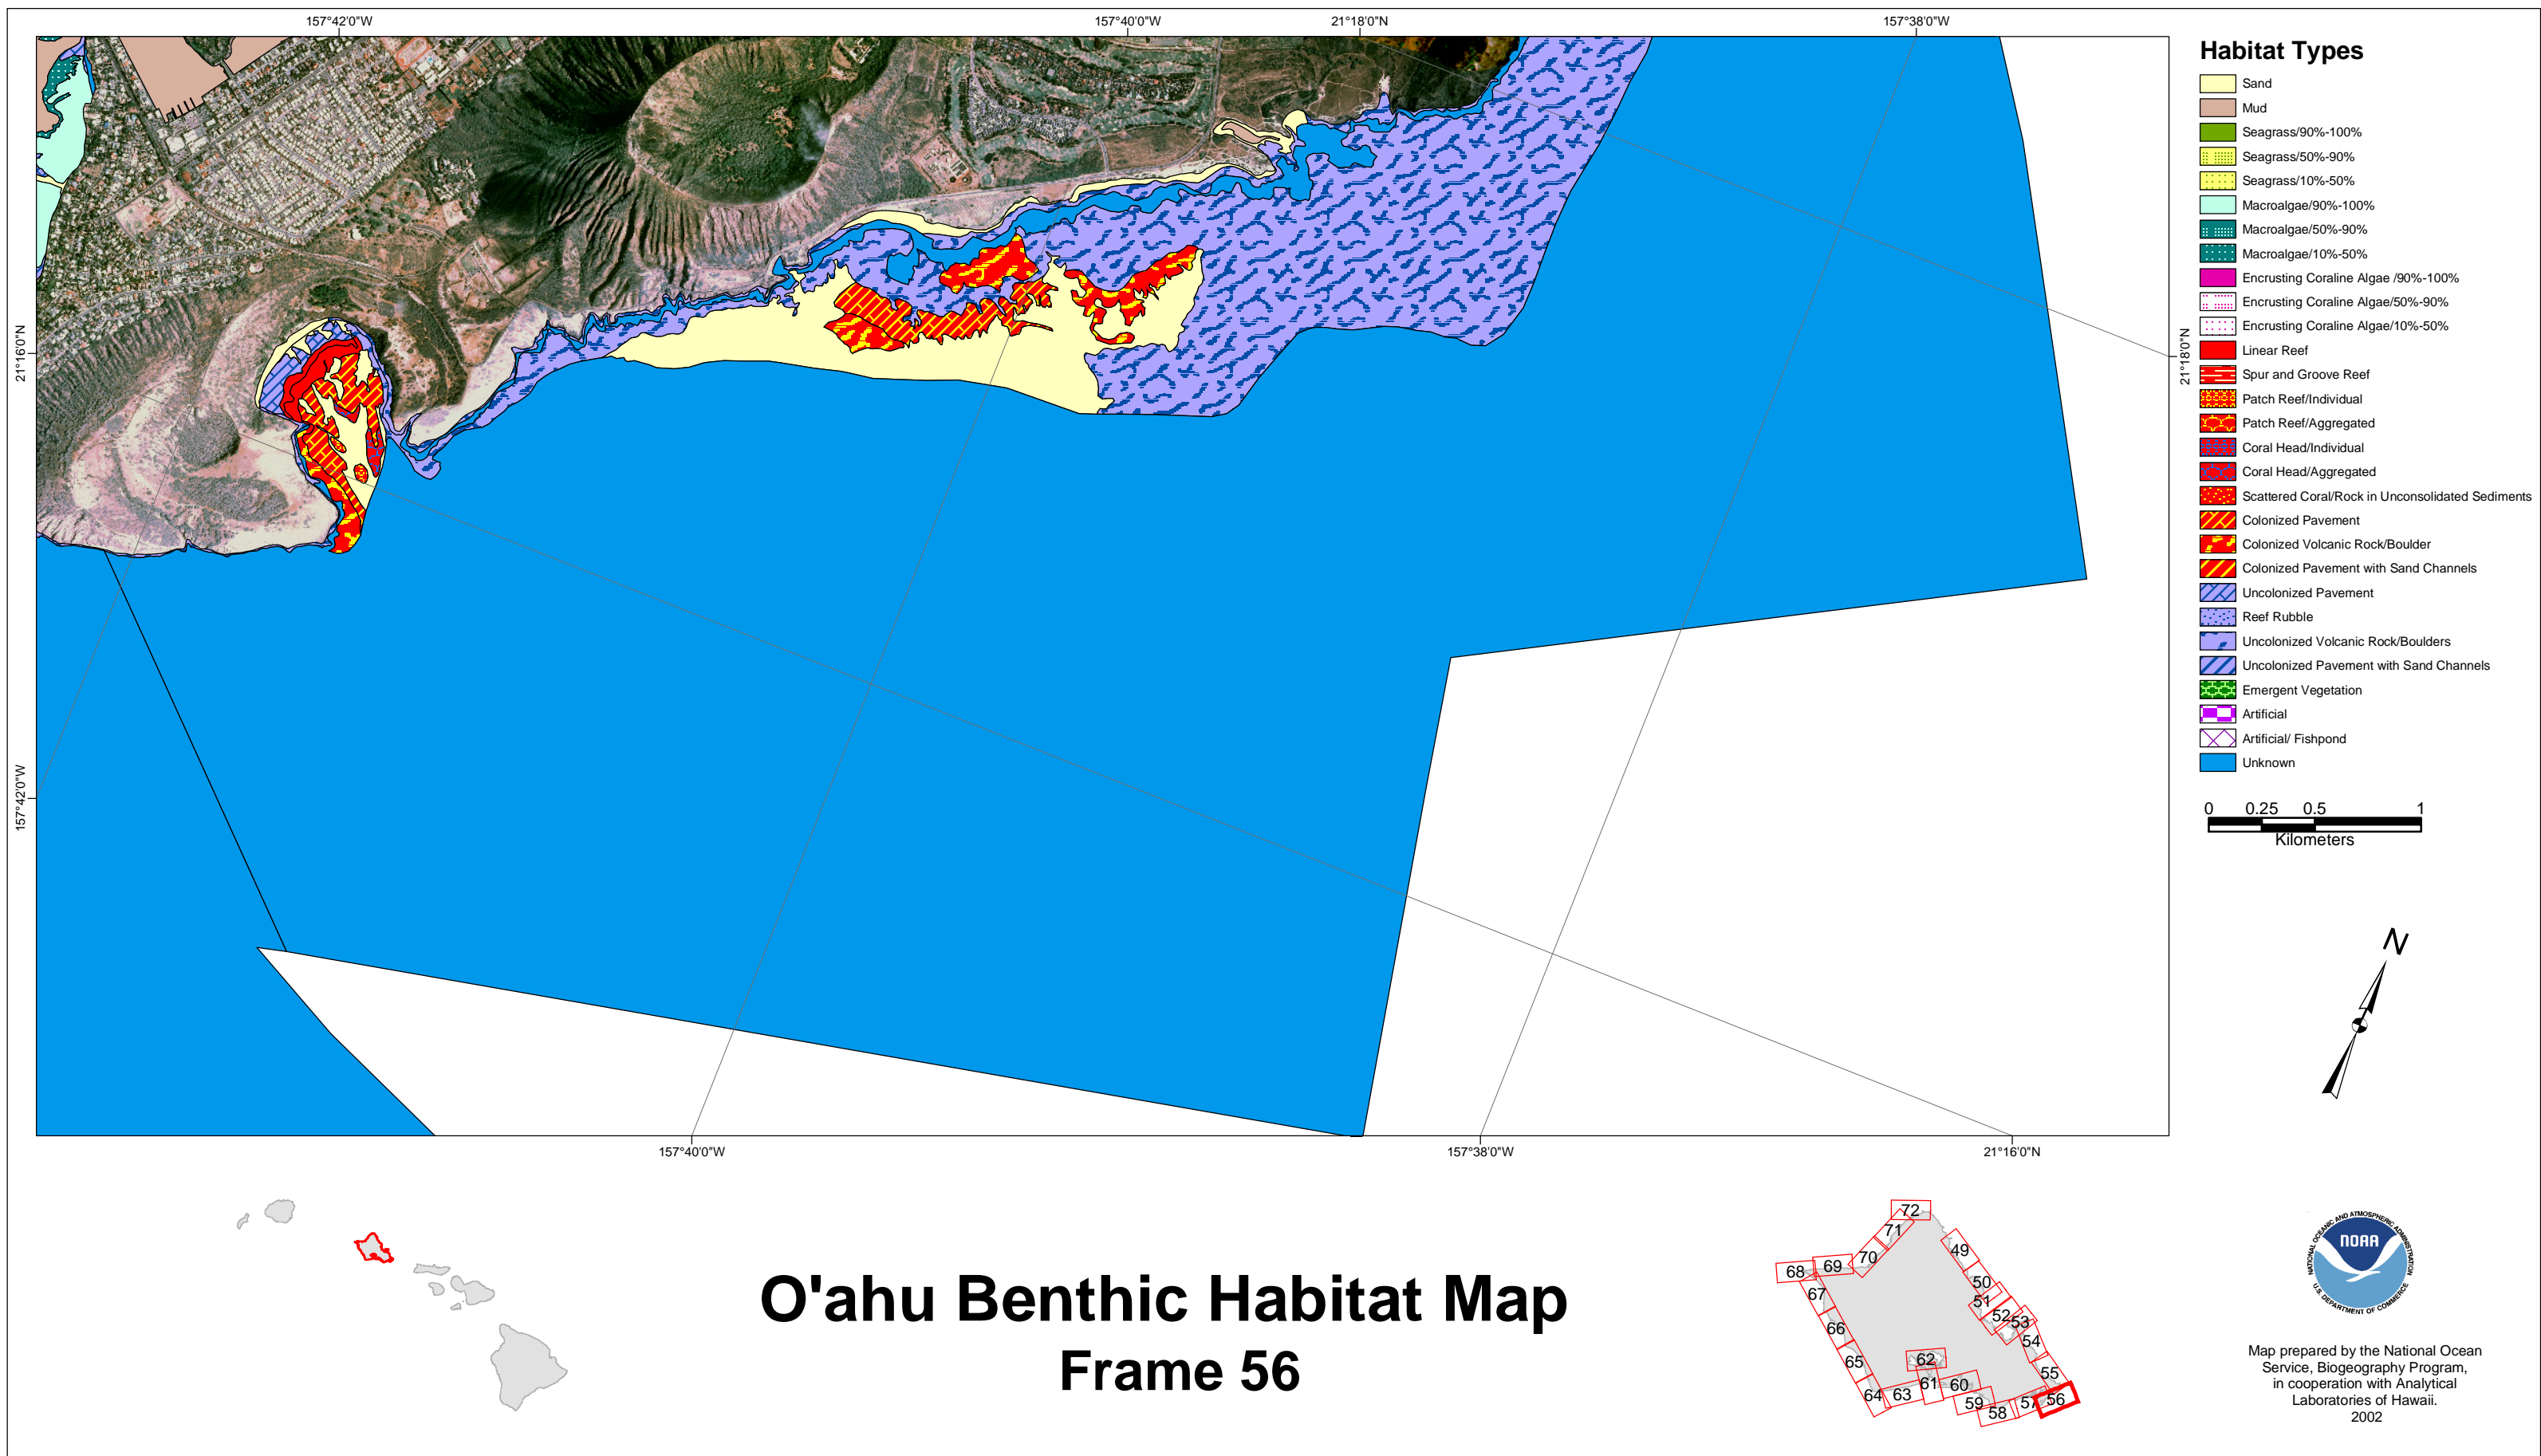 157°42'0"W
157°40'0"W
21°18'0"N
157°38'0"W
21°16'0"N
157°42'0"W
21°18'0"N
157°40'0"W
157°38'0"W
21°16'0"N
Habitat Types
Sand
Mud
Seagrass/90%-100%
Seagrass/50%-90%
Seagrass/10%-50%
Macroalgae/90%-100%
Macroalgae/50%-90%
Macroalgae/10%-50%
Encrusting Coraline Algae /90%-100%
Encrusting Coraline Algae/50%-90%
Encrusting Coraline Algae/10%-50%
Linear Reef
Spur and Groove Reef
Patch Reef/Individual
Patch Reef/Aggregated
Coral Head/Individual
Coral Head/Aggregated
Scattered Coral/Rock in Unconsolidated Sediments
Colonized Pavement
Colonized Volcanic Rock/Boulder
Colonized Pavement with Sand Channels
Uncolonized Pavement
Reef Rubble
Uncolonized Volcanic Rock/Boulders
Uncolonized Pavement with Sand Channels
Emergent Vegetation
Artificial
Artificial/ Fishpond
Unknown
0 0.25 0.5 1
Kilometers
N
O'ahu Benthic Habitat Map
Frame 56
72
71
70
69
68
67
66
65
64
63
62
61
60
59
58
57
56
55
54
53
52
51
50
49
NATIONAL OCEANIC AND ATMOSPHERIC ADMINISTRATION
NOAA
U.S. DEPARTMENT OF COMMERCE
Map prepared by the National Ocean
Service, Biogeography Program,
in cooperation with Analytical
Laboratories of Hawaii.
2002